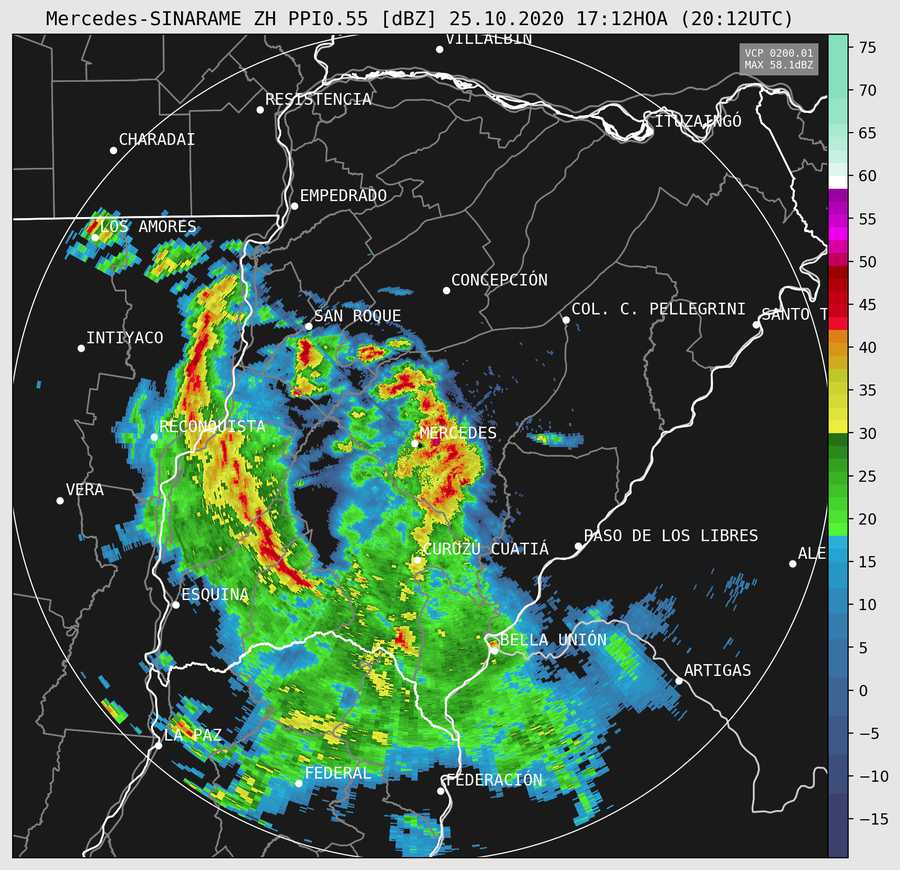 Mercedes-SINARAME ZH PPI0.55 [dBZ] 25.10.2020 17:12HOA (20:12UTC)
VILLALBÍN
VCP 0200.01
MAX 58.1dBZ
RESISTENCIA
ITUZAINGÓ
CHARADAI
EMPEDRADO
LOS AMORES
CONCEPCIÓN
COL. C. PELLEGRINI
SANTO T
SAN ROQUE
INTIYACO
RECONQUISTA
MERCEDES
VERA
PASO DE LOS LIBRES
CURUZÚ CUATIÁ
ALE
ESQUINA
BELLA UNIÓN
ARTIGAS
LA PAZ
FEDERAL
FEDERACIÓN
75
70
65
60
55
50
45
40
35
30
25
20
15
10
5
0
−5
−10
−15